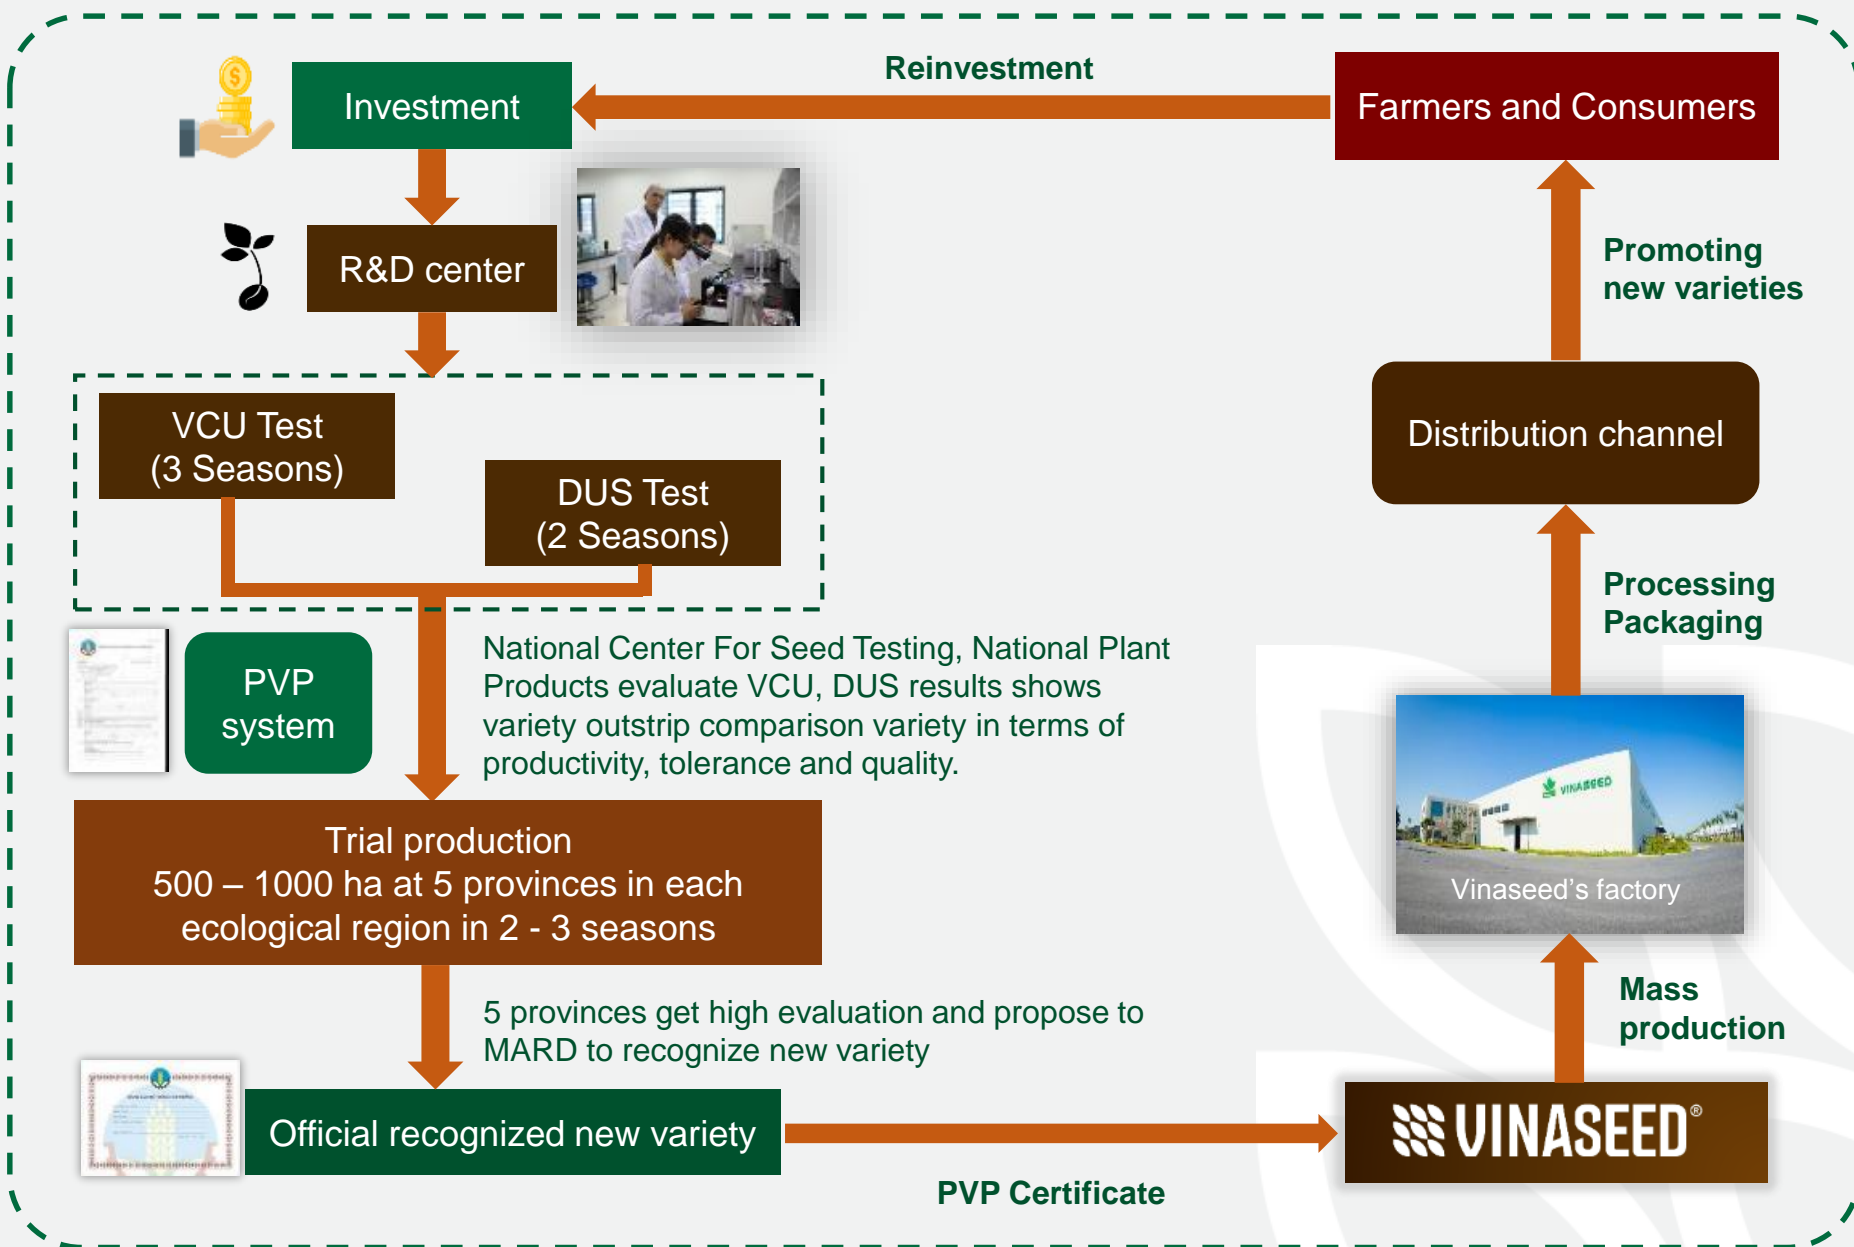 Investment
Reinvestment
Farmers and Consumers
R&D center
Promoting
new varieties
VCU Test
(3 Seasons)
DUS Test
(2 Seasons)
Distribution channel
PVP
system
National Center For Seed Testing, National Plant
Products evaluate VCU, DUS results shows
variety outstrip comparison variety in terms of
productivity, tolerance and quality.
Processing
Packaging
VINASEED
Vinaseed's factory
Trial production
500 – 1000 ha at 5 provinces in each
ecological region in 2 - 3 seasons
5 provinces get high evaluation and propose to
MARD to recognize new variety
Mass
production
Official recognized new variety
PVP Certificate
VINASEED®